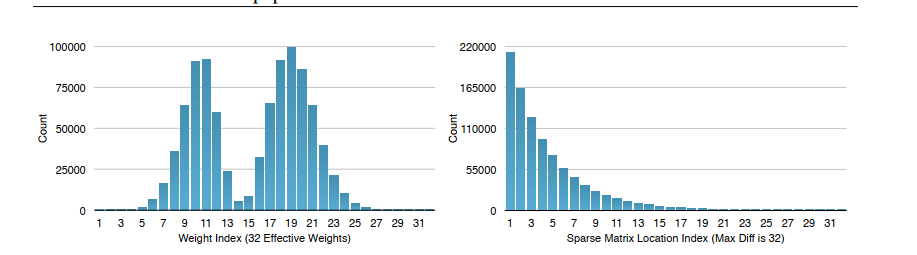 100000
75000
50000
25000
0
Count
1 3 5 7 9 11 13 15 17 19 21 23 25 27 29 31
Weight Index (32 Effective Weights)
220000
165000
110000
55000
0
Count
1 3 5 7 9 11 13 15 17 19 21 23 25 27 29 31
Sparse Matrix Location Index (Max Diff is 32)